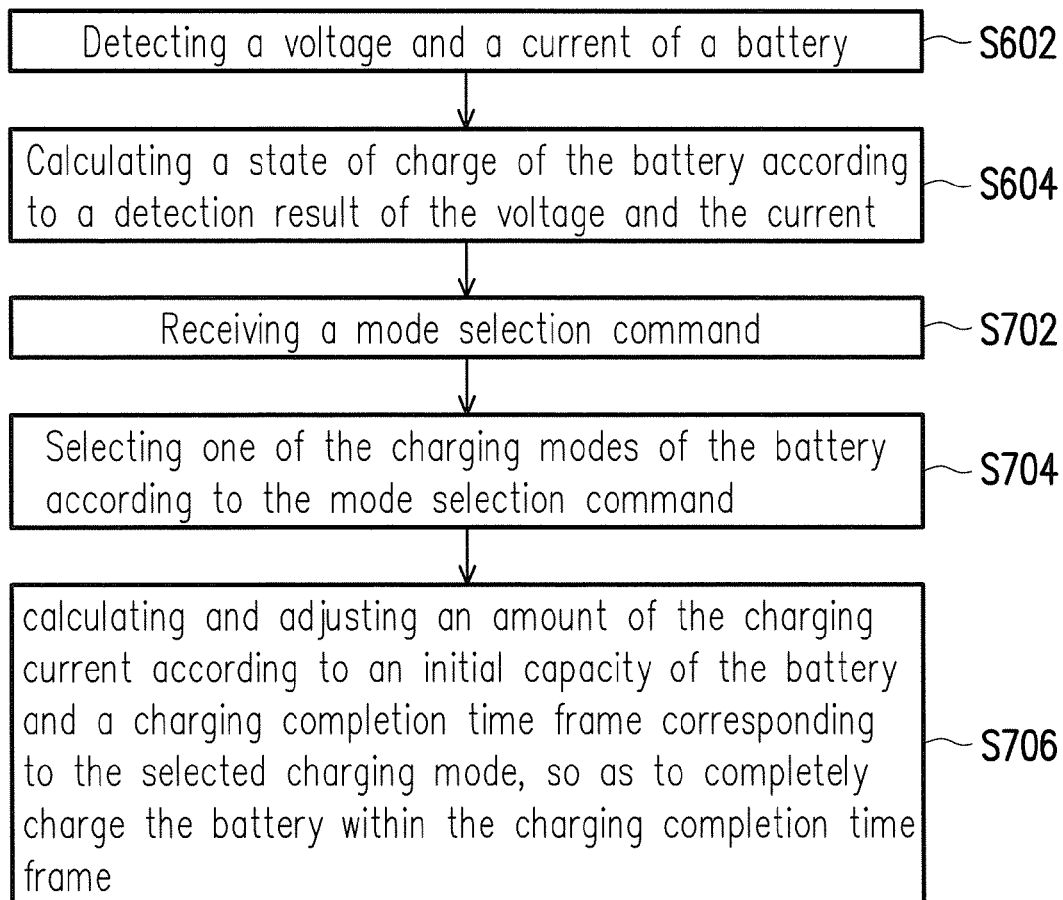 Detecting a voltage and a current of a battery
S602
Calculating a state of charge of the battery according
to a detection result of the voltage and the current
S604
Receiving a mode selection command
S702
Selecting one of the charging modes of the battery
according to the mode selection command
S704
calculating and adjusting an amount of the charging
current according to an initial capacity of the battery
and a charging completion time frame corresponding
to the selected charging mode, so as to completely
charge the battery within the charging completion time
frame
S706